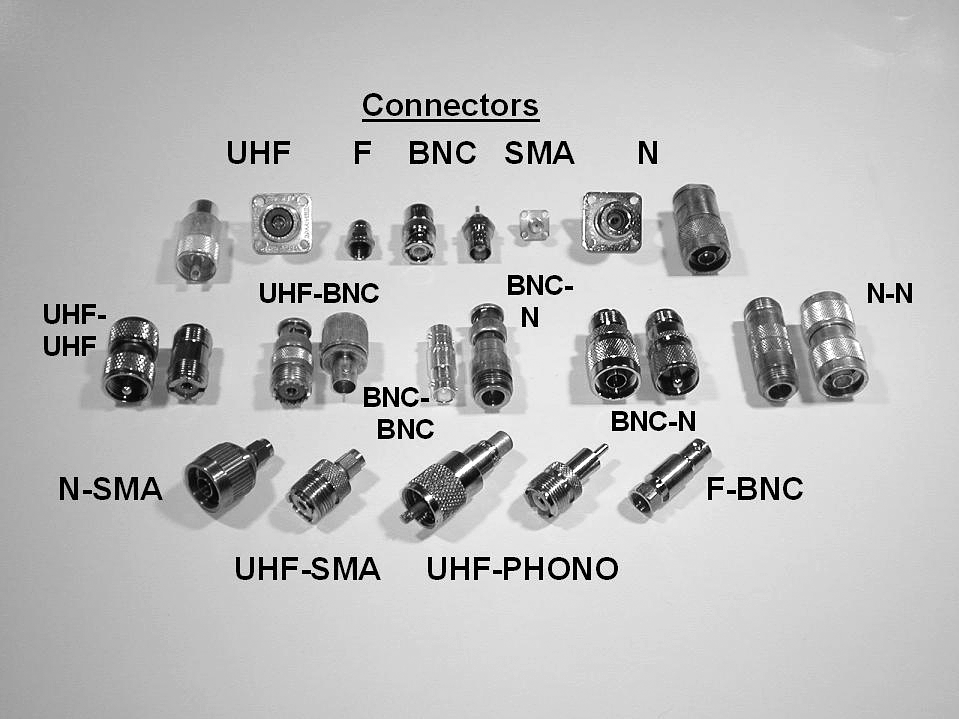 Connectors
UHF F BNC SMA N
UHF-BNC
BNC-
N
N-N
UHF-
UHF
BNC-
BNC
BNC-N
N-SMA
F-BNC
UHF-SMA UHF-PHONO